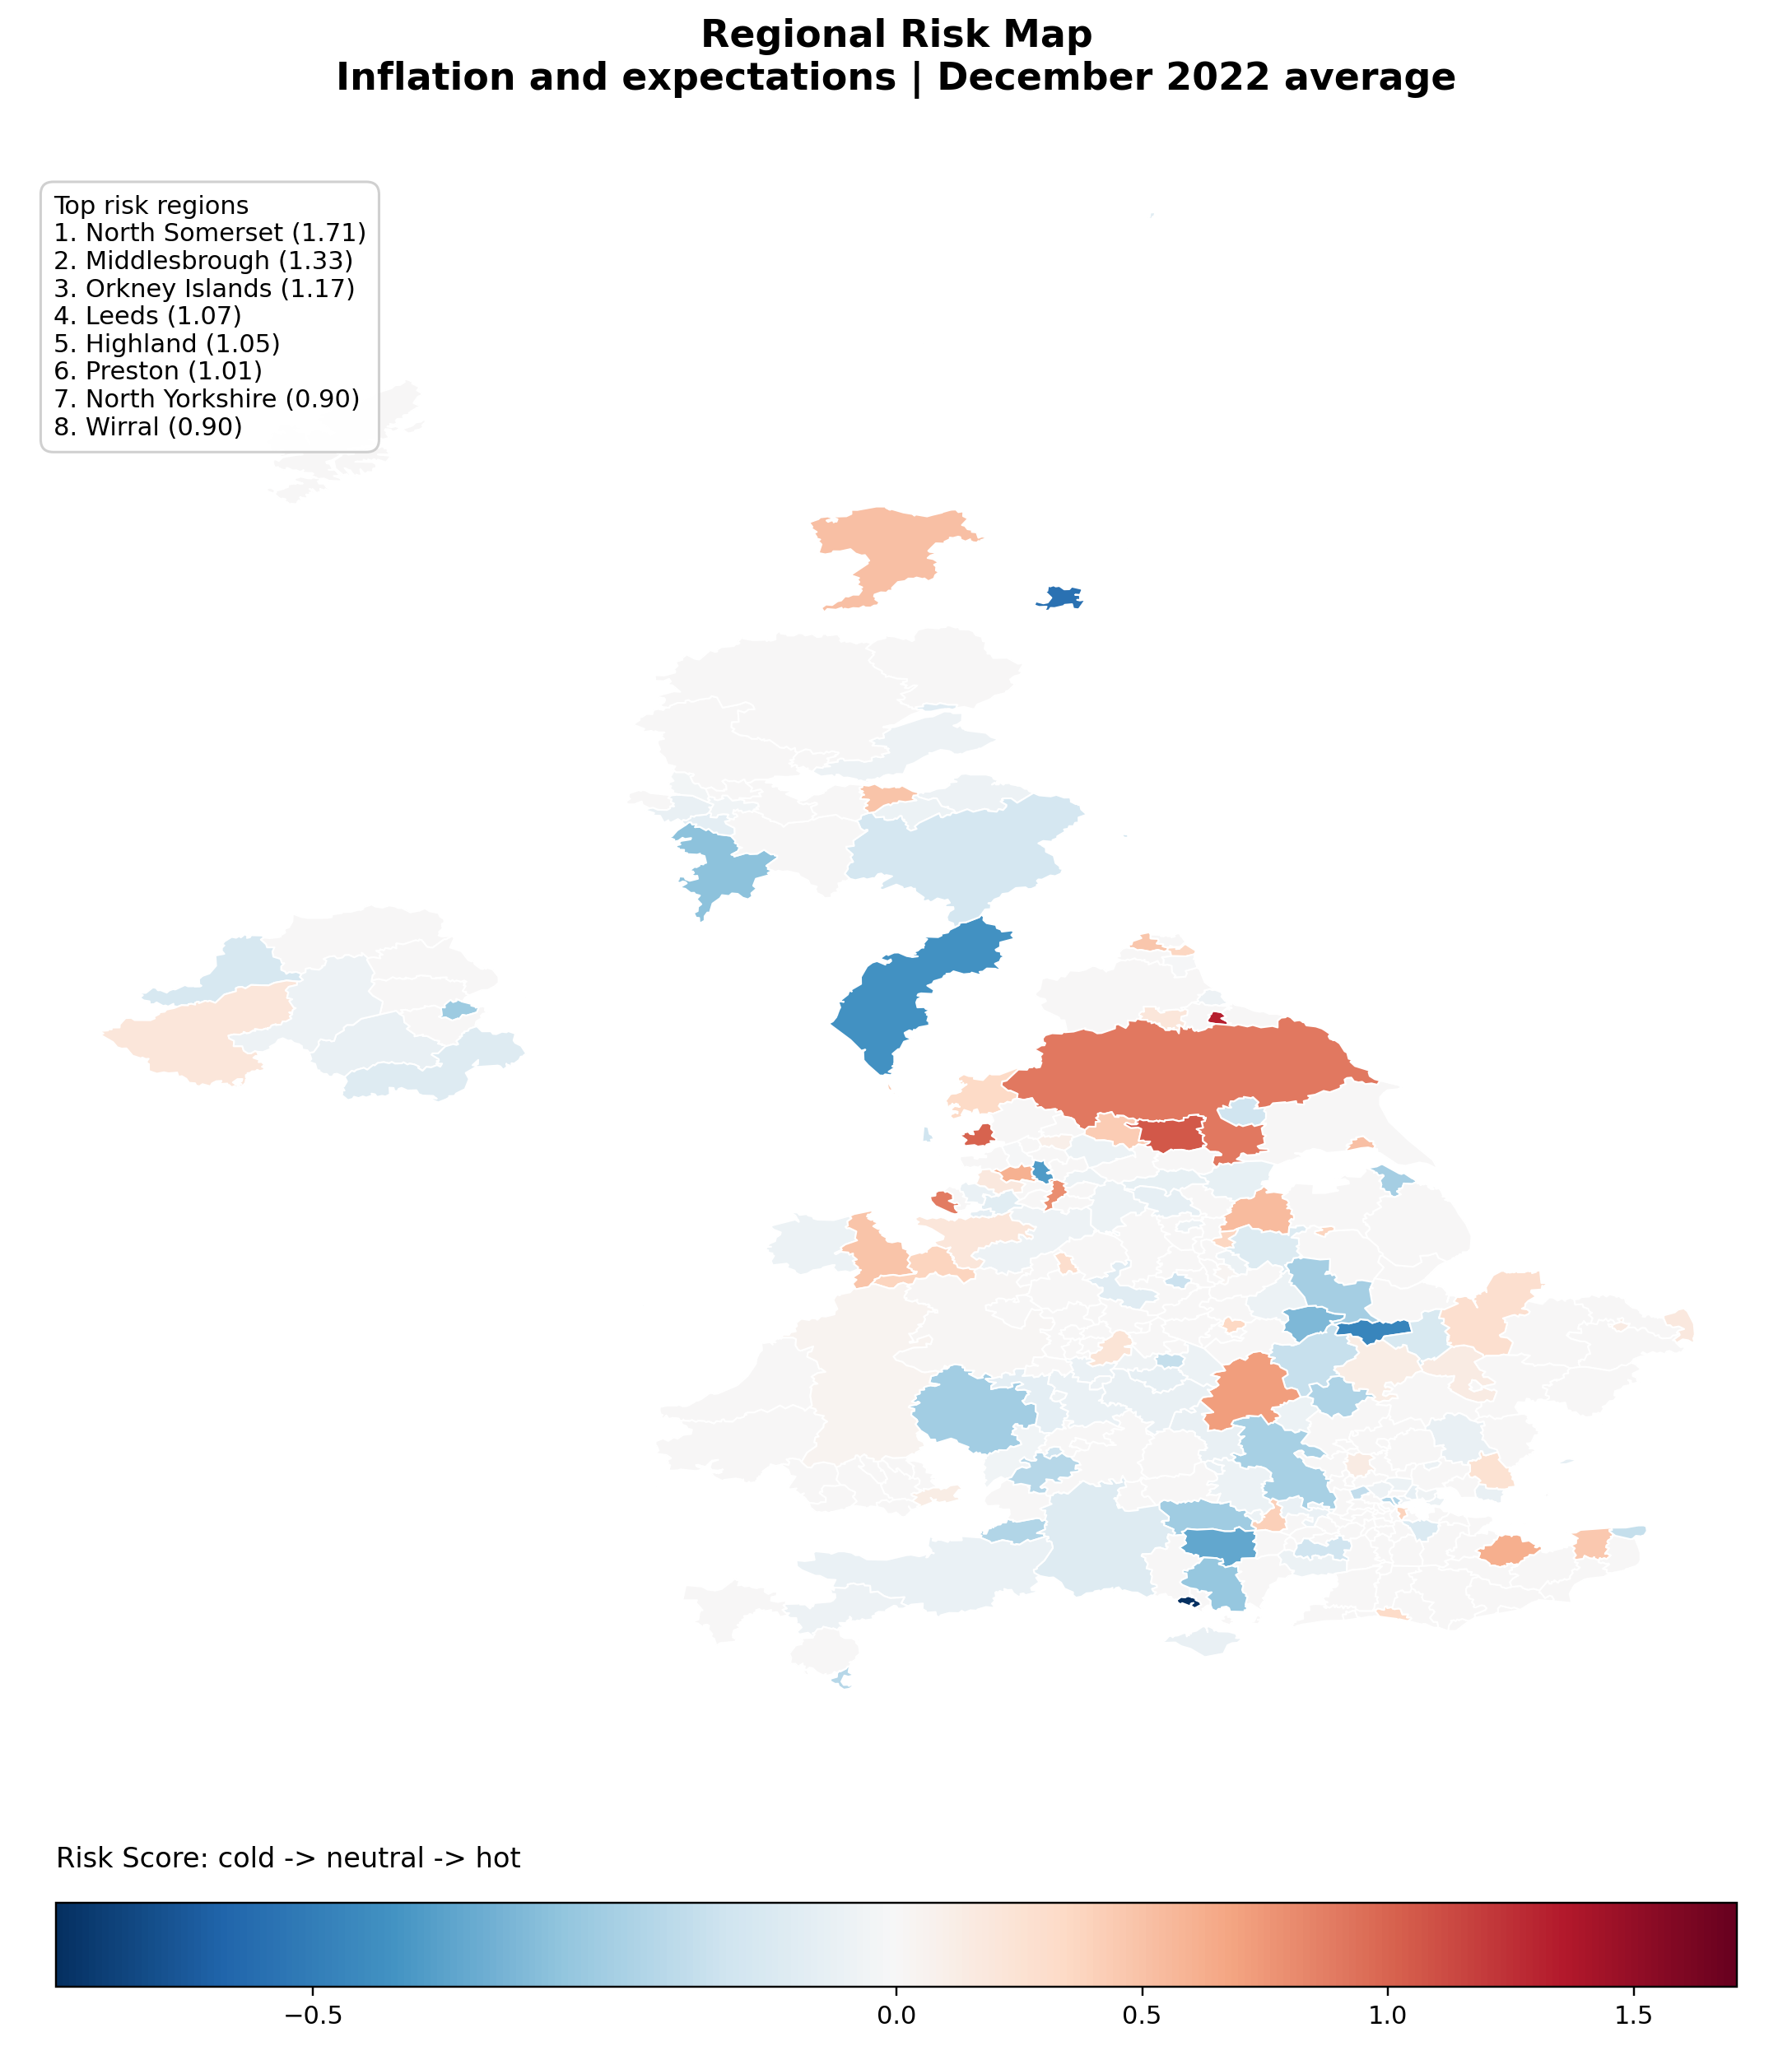 Regional Risk Map
Inflation and expectations | December 2022 average
Top risk regions
1. North Somerset (1.71)
2. Middlesbrough (1.33)
3. Orkney Islands (1.17)
4. Leeds (1.07)
5. Highland (1.05)
6. Preston (1.01)
7. North Yorkshire (0.90)
8. Wirral (0.90)
Risk Score: cold -> neutral -> hot
−0.5 0.0 0.5 1.0 1.5